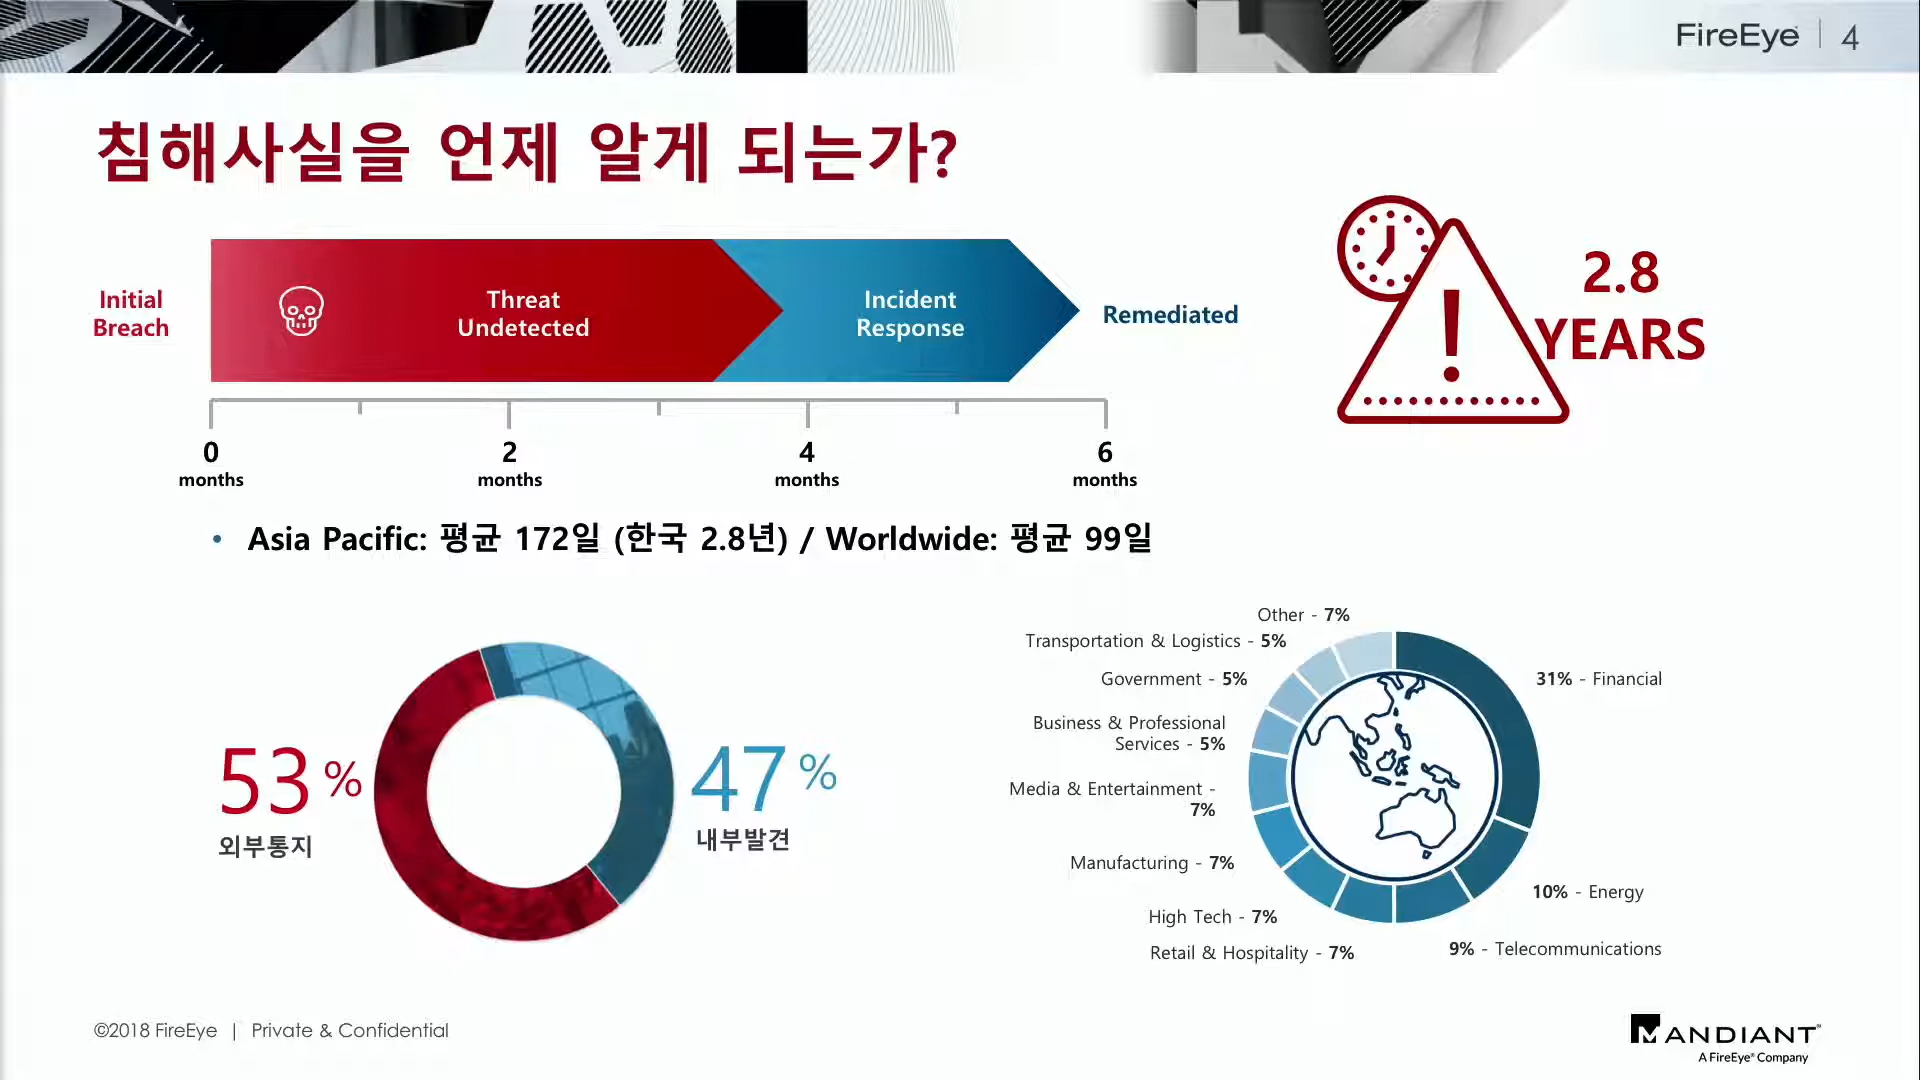 FireEye | 4
침해사실을 언제 알게 되는가?
Initial
Breach
Threat
Undetected
Incident
Response
Remediated
!
2.8
YEARS
0
months
2
months
4
months
6
months
• Asia Pacific: 평균 172일 (한국 2.8년) / Worldwide: 평균 99일
53 %
외부통지
47 %
내부발견
Other - 7%
Transportation & Logistics - 5%
Government - 5%
Business & Professional
Services - 5%
Media & Entertainment -
7%
Manufacturing - 7%
High Tech - 7%
Retail & Hospitality - 7%
31% - Financial
10% - Energy
9% - Telecommunications
©2018 FireEye | Private & Confidential
MANDIANT®
A FireEye® Company